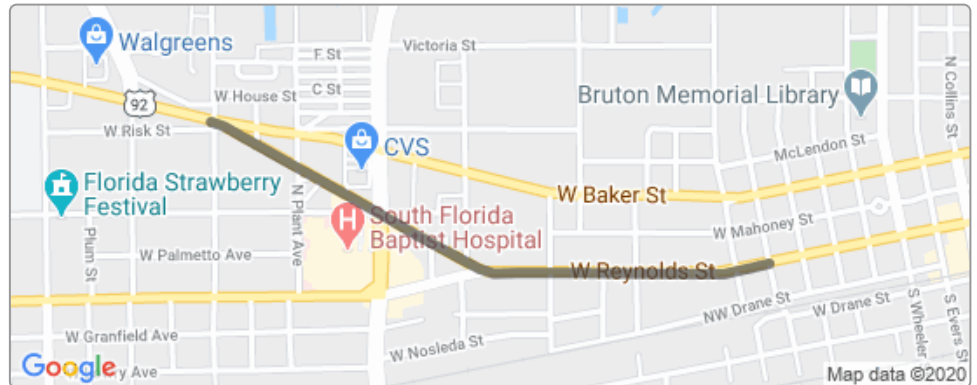 Walgreens
92
F St
C St
Victoria St
W House St
W Risk St
CVS
Bruton Memorial Library
McLendon St
N Collins St
Florida Strawberry
Festival
N Plant Ave
South Florida
Baptist Hospital
W Baker St
W Mahoney St
Plum St
W Palmetto Ave
W Reynolds St
NW Drane St
W Drane St
S Wheeler
S Evers St
W Granfield Ave
W Nosleda St
Google
ry Ave
Map data ©2020